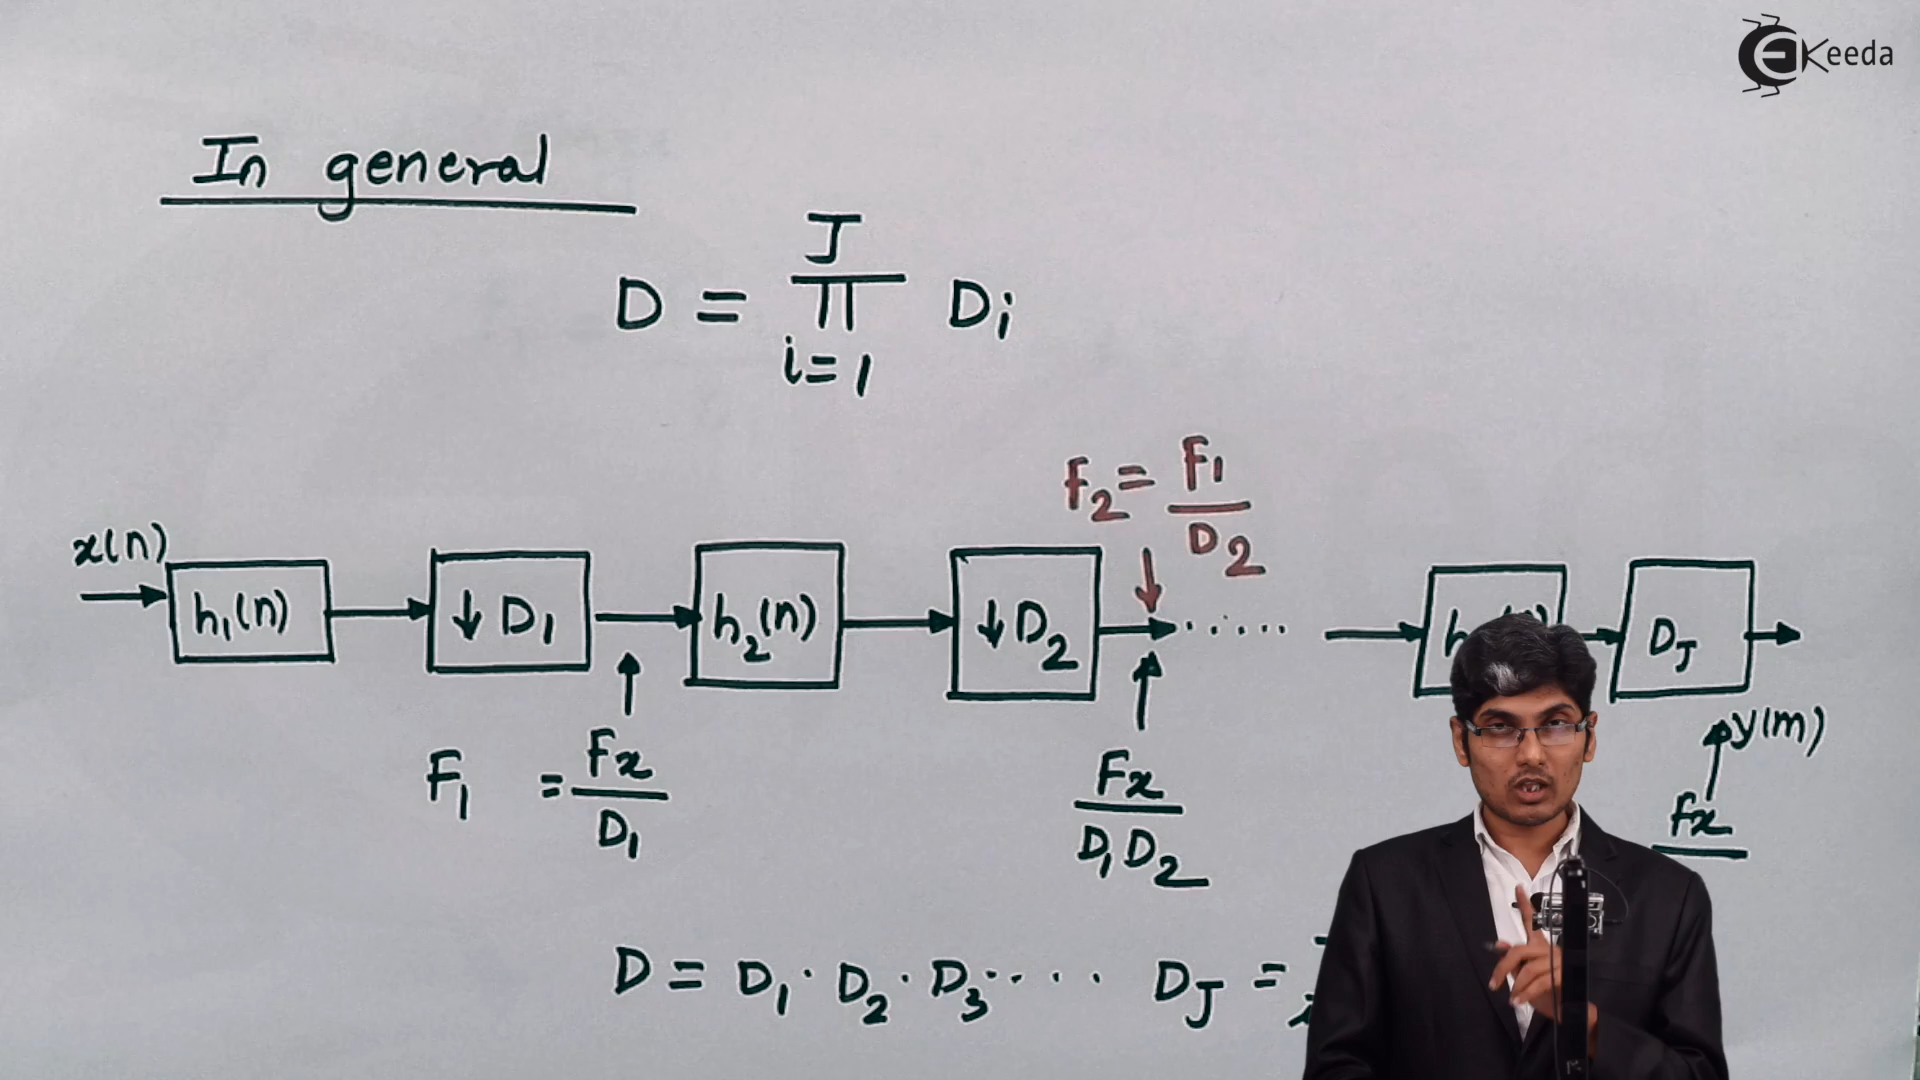 Keeda
In general
J
D = π Di
i=1
F2 = F1
D2
x(n)
h1(n) ↓D1 h2(n) ↓D2 ..... h (n) DJ
y(m)
F1 = Fx
D1
Fx
D1D2
Fx
D = D1 . D2 . D3 . . . . DJ =